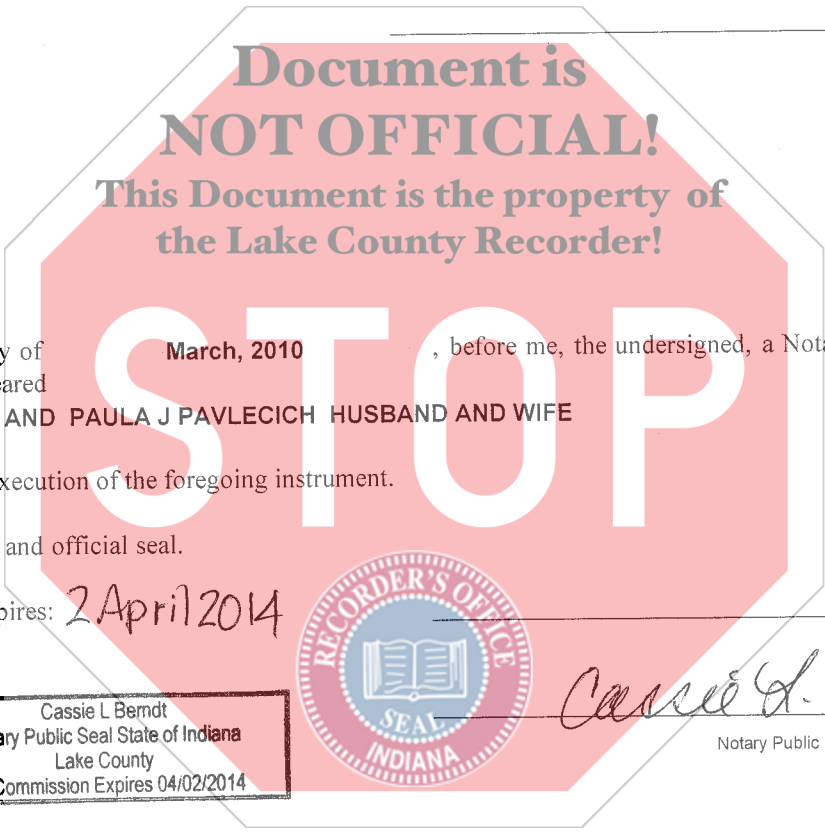 Document is
NOT OFFICIAL!
This Document is the property of
the Lake County Recorder!
STOP
y of March, 2010 , before me, the undersigned, a Nota
eared
AND PAULA J PAVLECICH HUSBAND AND WIFE
xecution of the foregoing instrument.
and official seal.
pires: 2 April 2014
RECORDER'S OFFICE
SEAL
INDIANA
Cassie L.
Notary Public
Cassie L Berndt
ary Public Seal State of Indiana
Lake County
Commission Expires 04/02/2014